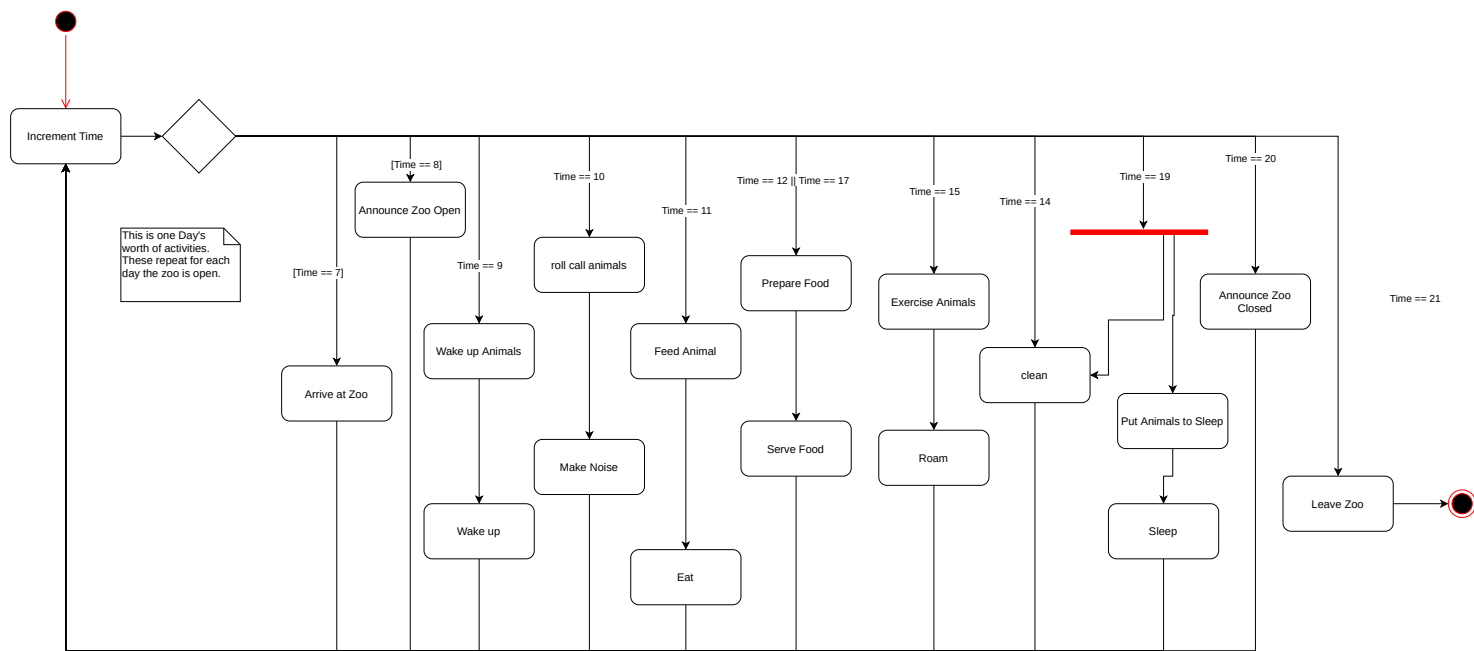 Increment Time
This is one Day's
worth of activities.
These repeat for each
day the zoo is open.
[Time == 7]
Arrive at Zoo
[Time == 8]
Announce Zoo Open
Time == 9
Wake up Animals
Wake up
Time == 10
roll call animals
Make Noise
Time == 11
Feed Animal
Eat
Time == 12 || Time == 17
Prepare Food
Serve Food
Time == 15
Exercise Animals
Roam
Time == 14
clean
Time == 19
Put Animals to Sleep
Sleep
Time == 20
Announce Zoo
Closed
Time == 21
Leave Zoo